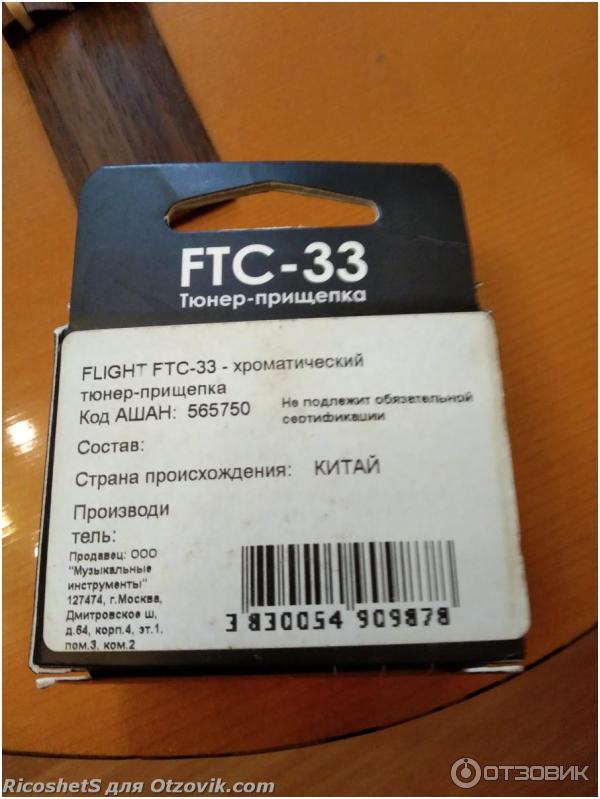 FTC-33
Тюнер-прищепка
FLIGHT FTC-33 - хроматический
тюнер-прищепка
Код АШАН: 565750
Не подлежит обязательной
сертификации
Состав:
Страна происхождения: КИТАЙ
Производи
тель:
Продавец: ООО
"Музыкальные
инструменты"
127474, г.Москва,
Дмитровское ш,
д.64, корп.4, эт.1,
пом.3, ком.2
3 830054 909878
RicoshetS для Otzovik.com
ОТЗОВИК